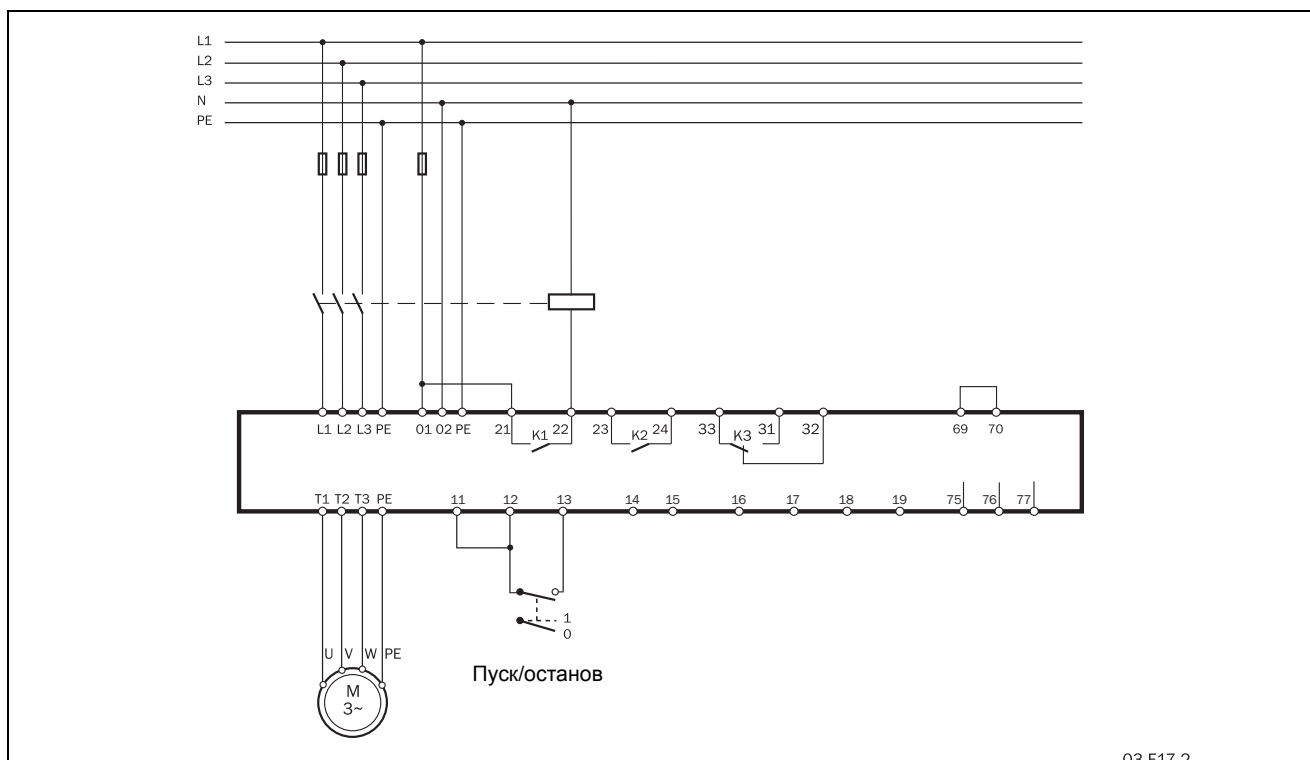 L1
L2
L3
N
PE
L1 L2 L3 PE 01 02 PE 21 K1 22 23 K2 24 33 K3 31 32 69 70
T1 T2 T3 PE 11 12 13 14 15 16 17 18 19 75 76 77
1
0
U V W PE
Пуск/останов
M
3~